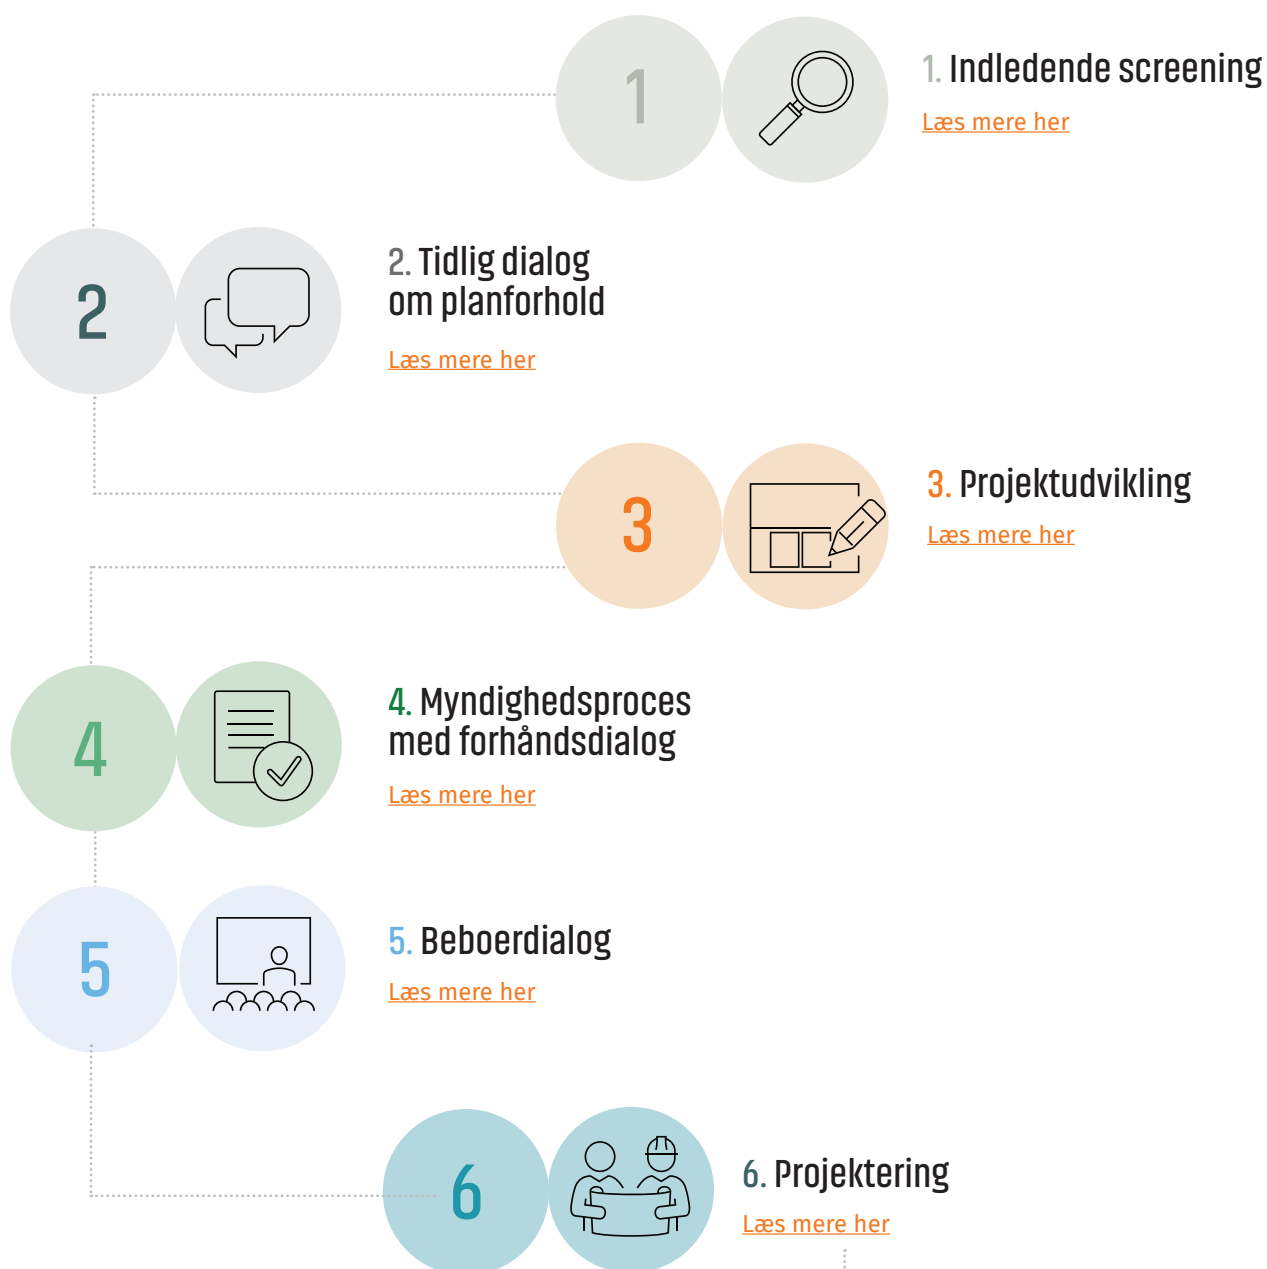 1
1. Indledende screening
Læs mere her
2
2. Tidlig dialog
om planforhold
Læs mere her
3
3. Projektudvikling
Læs mere her
4
4. Myndighedsproces
med forhåndsdialog
Læs mere her
5
5. Beboerdialog
Læs mere her
6
6. Projektering
Læs mere her